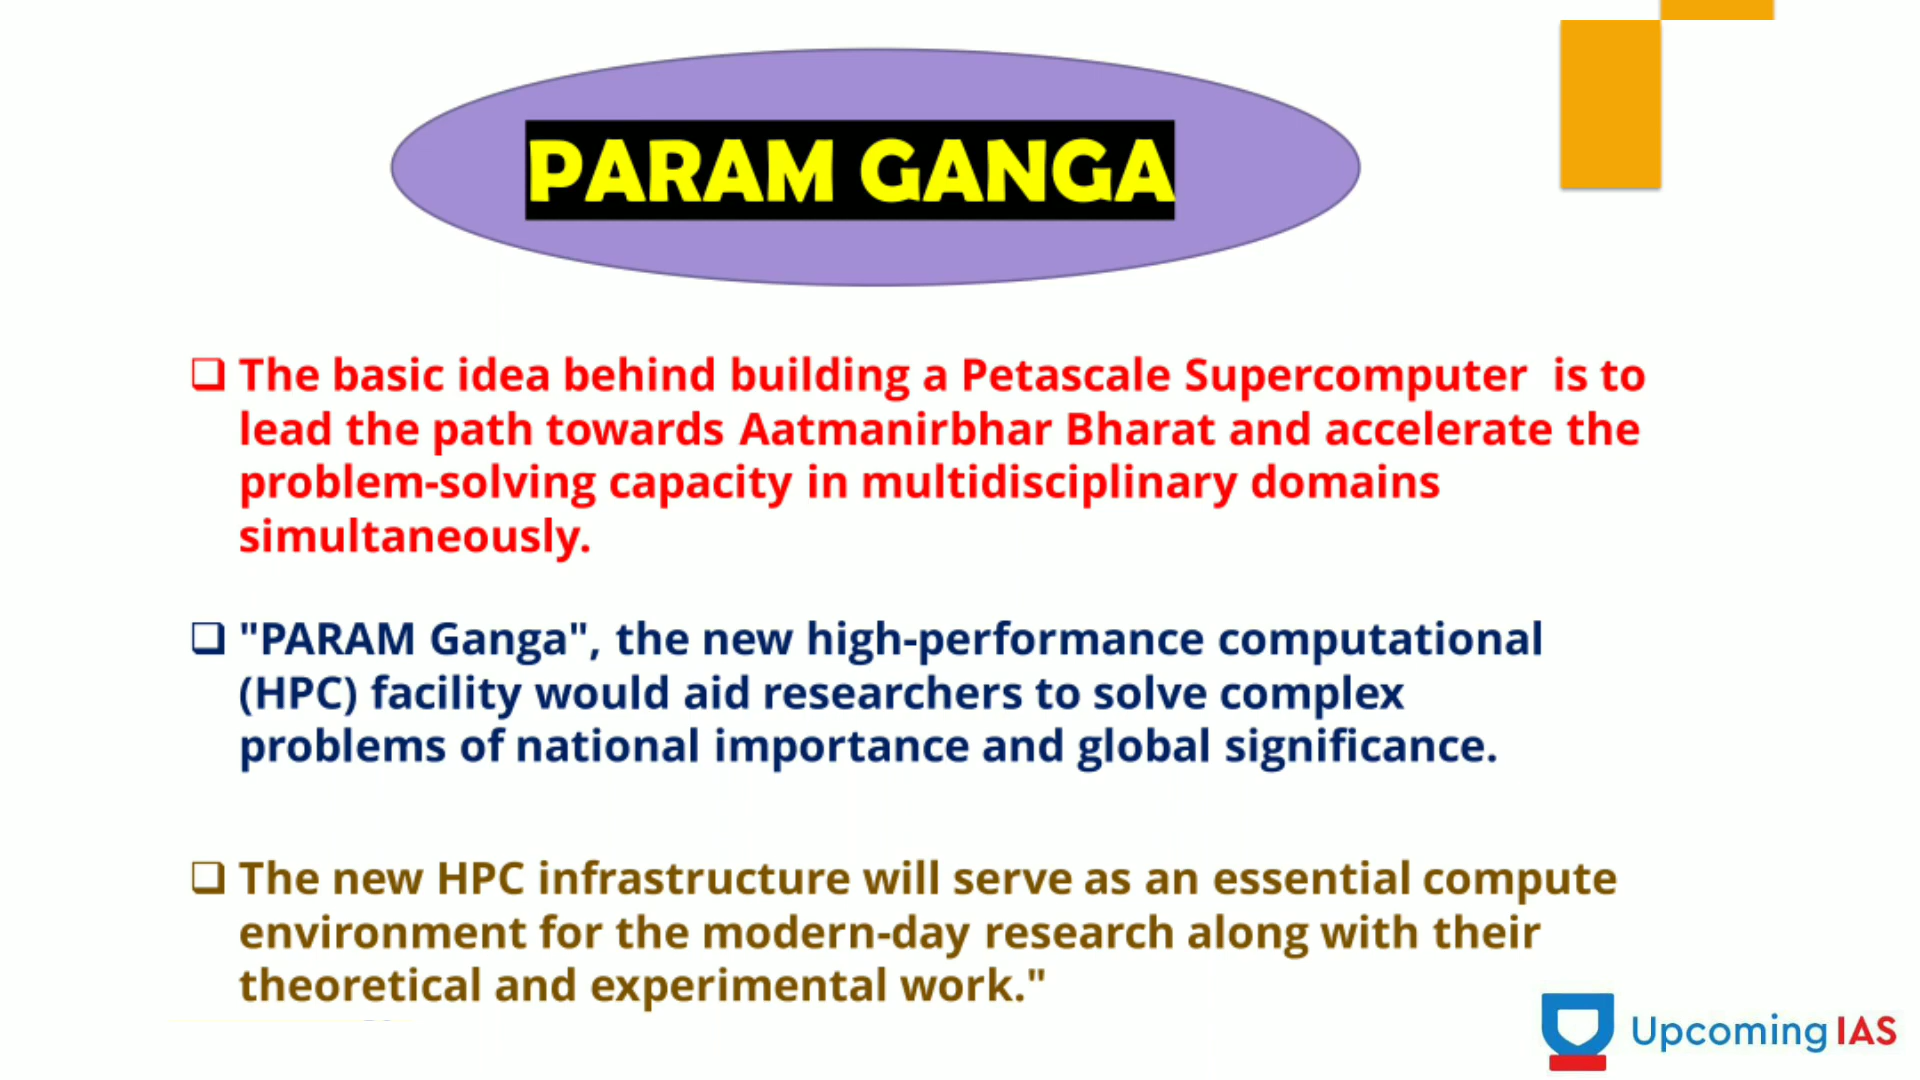 PARAM GANGA
❑ The basic idea behind building a Petascale Supercomputer is to
lead the path towards Aatmanirbhar Bharat and accelerate the
problem-solving capacity in multidisciplinary domains
simultaneously.
❑ "PARAM Ganga", the new high-performance computational
(HPC) facility would aid researchers to solve complex
problems of national importance and global significance.
❑ The new HPC infrastructure will serve as an essential compute
environment for the modern-day research along with their
theoretical and experimental work."
Upcoming IAS